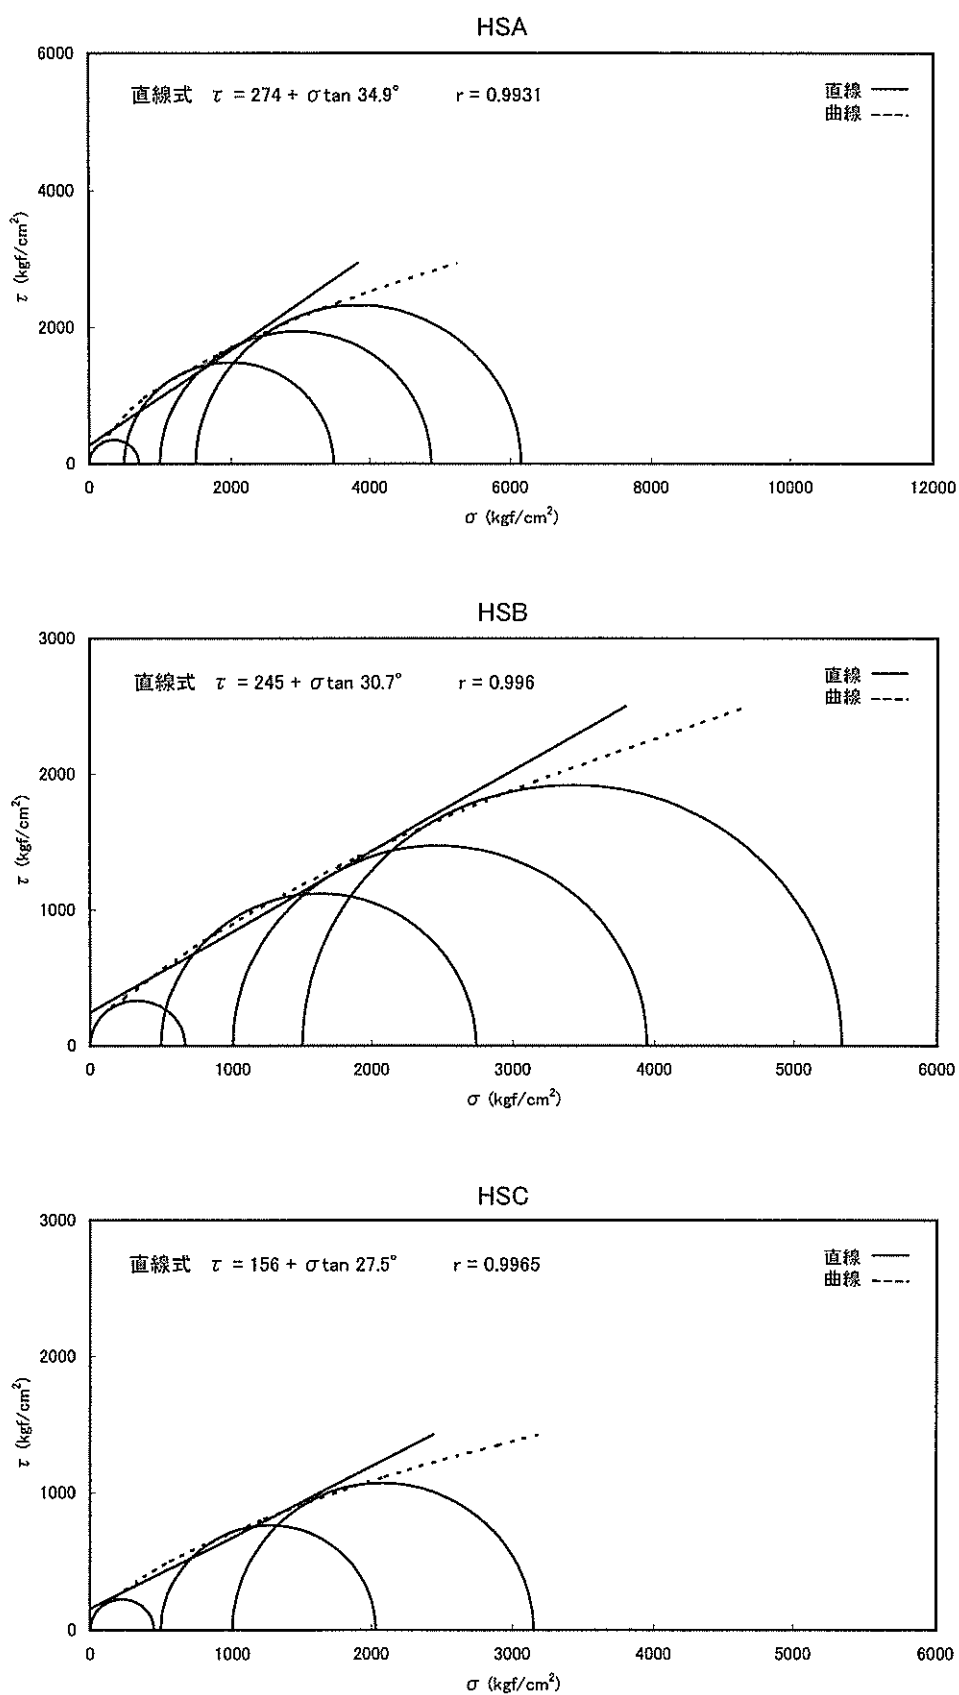 HSA
6000
直線式 τ = 274 + σtan 34.9° r = 0.9931
直線
曲線
4000
τ (kgf/cm²)
2000
0
0 2000 4000 6000 8000 10000 12000
σ (kgf/cm²)
HSB
3000
直線式 τ = 245 + σtan 30.7° r = 0.996
直線
曲線
2000
τ (kgf/cm²)
1000
0
0 1000 2000 3000 4000 5000 6000
σ (kgf/cm²)
HSC
3000
直線式 τ = 156 + σtan 27.5° r = 0.9965
直線
曲線
2000
τ (kgf/cm²)
1000
0
0 1000 2000 3000 4000 5000 6000
σ (kgf/cm²)